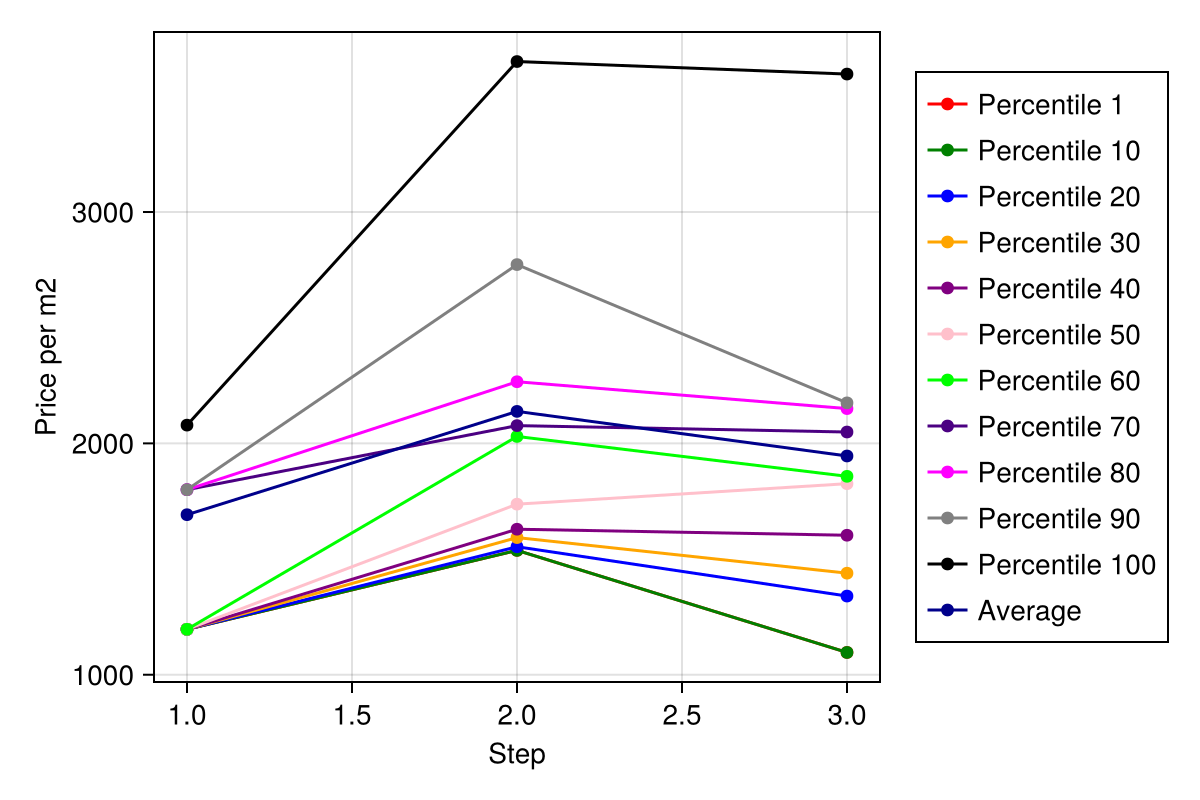 3000
2000
1000
Price per m2
1.0 1.5 2.0 2.5 3.0
Step
Percentile 1
Percentile 10
Percentile 20
Percentile 30
Percentile 40
Percentile 50
Percentile 60
Percentile 70
Percentile 80
Percentile 90
Percentile 100
Average